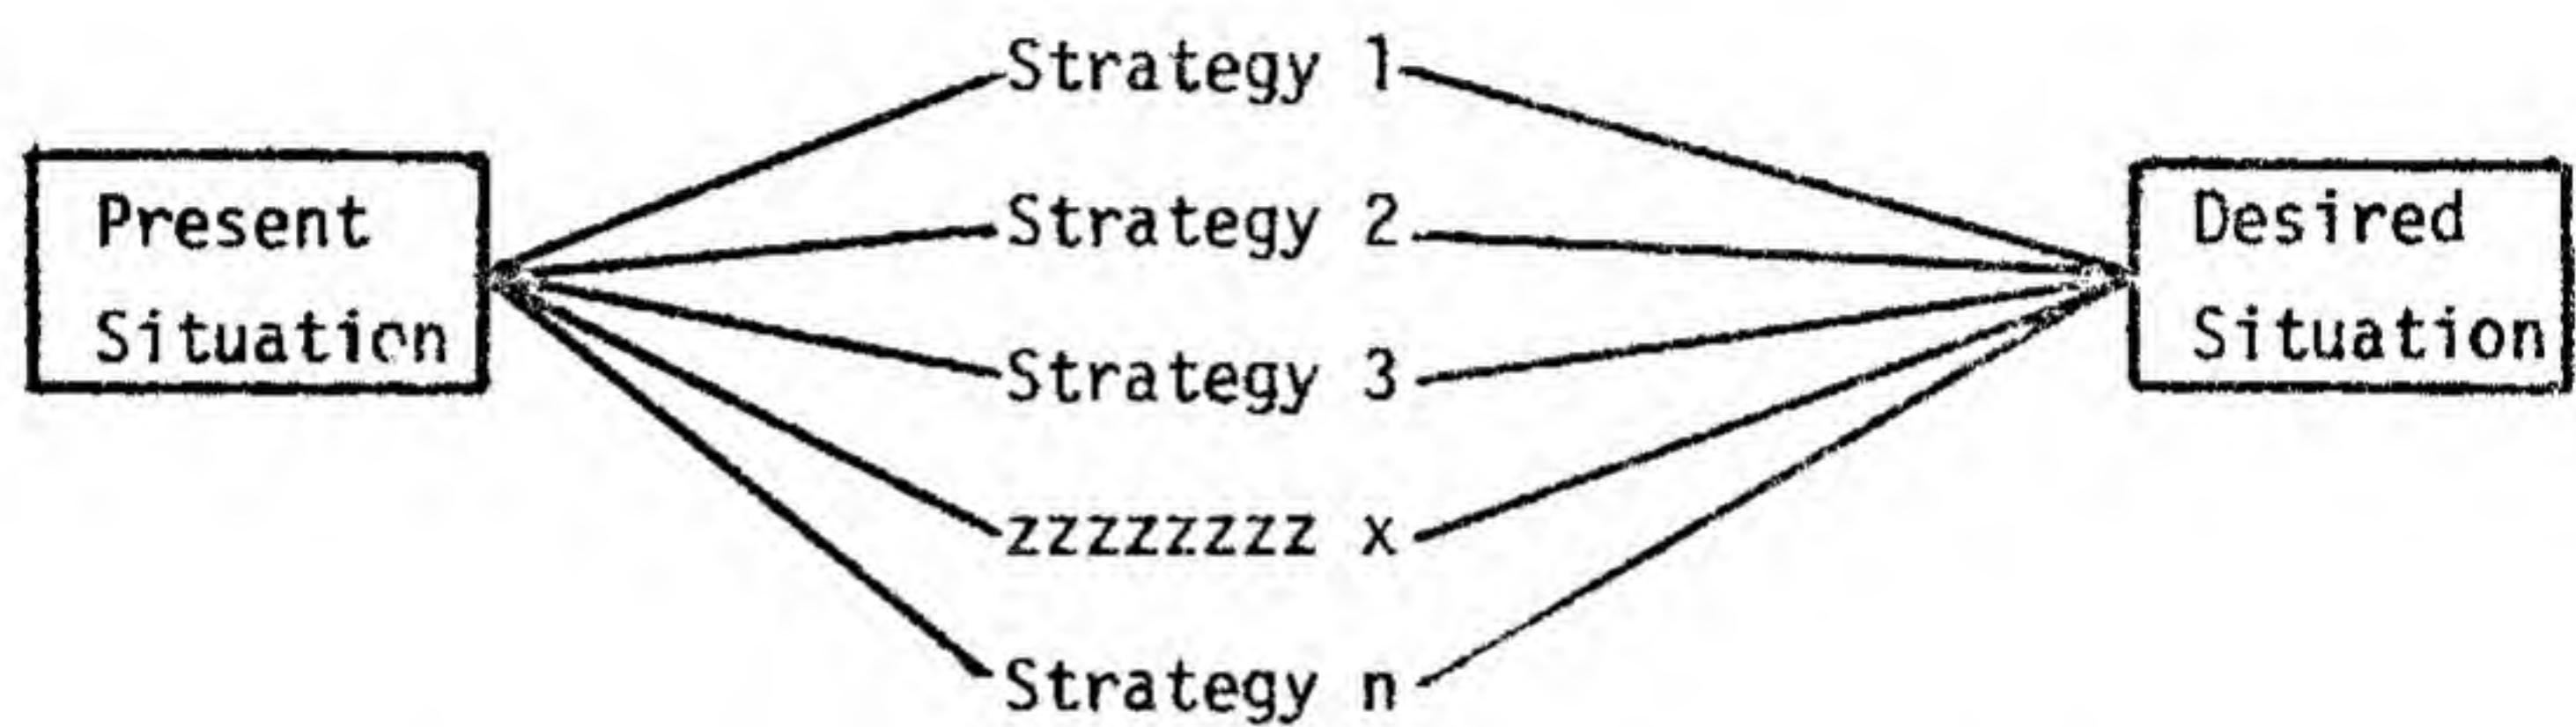 Strategy 1
Present
Situation
Strategy 2
Strategy 3
zzzzzzzz x
Strategy n
Desired
Situation